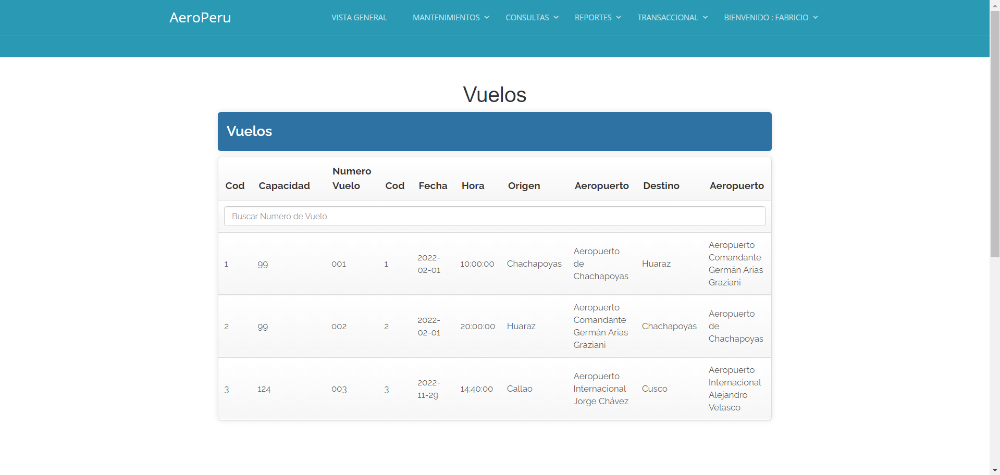 AeroPeru
VISTA GENERAL
MANTENIMIENTOS
CONSULTAS
REPORTES
TRANSACCIONAL
BIENVENIDO : FABRICIO
Vuelos
Vuelos
Cod
Capacidad
Numero
Vuelo
Cod
Fecha
Hora
Origen
Aeropuerto
Destino
Aeropuerto
Buscar Numero de Vuelo
1
99
001
1
2022-
02-01
10:00:00
Chachapoyas
Aeropuerto
de
Chachapoyas
Huaraz
Aeropuerto
Comandante
Germán Arias
Graziani
2
99
002
2
2022-
02-01
20:00:00
Huaraz
Aeropuerto
Comandante
Germán Arias
Graziani
Chachapoyas
Aeropuerto
de
Chachapoyas
3
124
003
3
2022-
11-29
14:40:00
Callao
Aeropuerto
Internacional
Jorge Chávez
Cusco
Aeropuerto
Internacional
Alejandro
Velasco